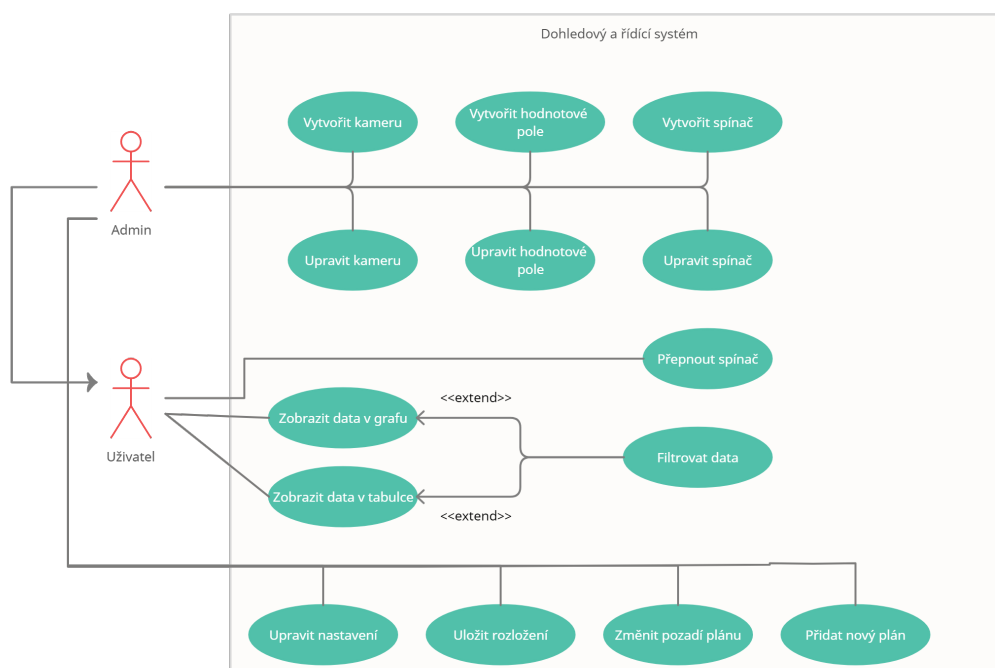 Dohledový a řídící systém
Vytvořit kameru
Vytvořit hodnotové
pole
Vytvořit spínač
Admin
Upravit kameru
Upravit hodnotové
pole
Upravit spínač
Přepnout spínač
<<extend>>
Zobrazit data v grafu
Uživatel
Filtrovat data
Zobrazit data v tabulce
<<extend>>
Upravit nastavení
Uložit rozložení
Změnit pozadí plánu
Přidat nový plán